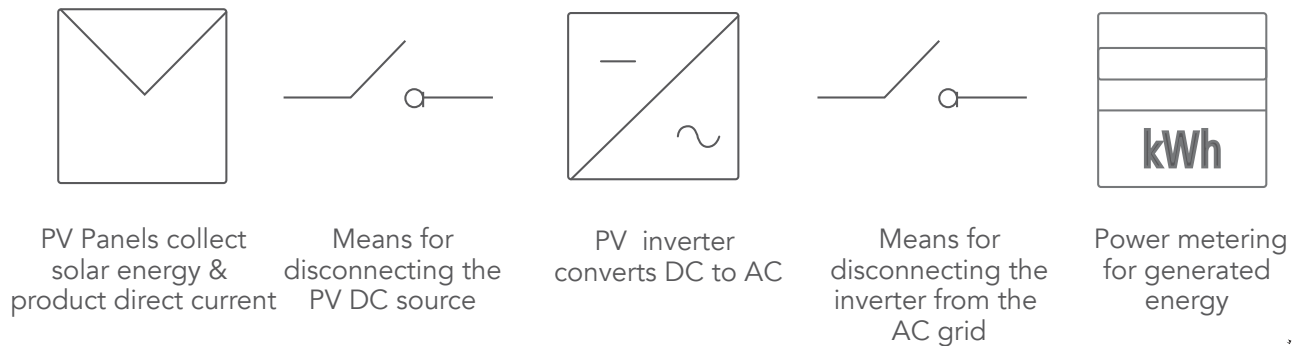 kWh
PV Panels collect
solar energy &
product direct current
Means for
disconnecting the
PV DC source
PV inverter
converts DC to AC
Means for
disconnecting the
inverter from the
AC grid
Power metering
for generated
energy